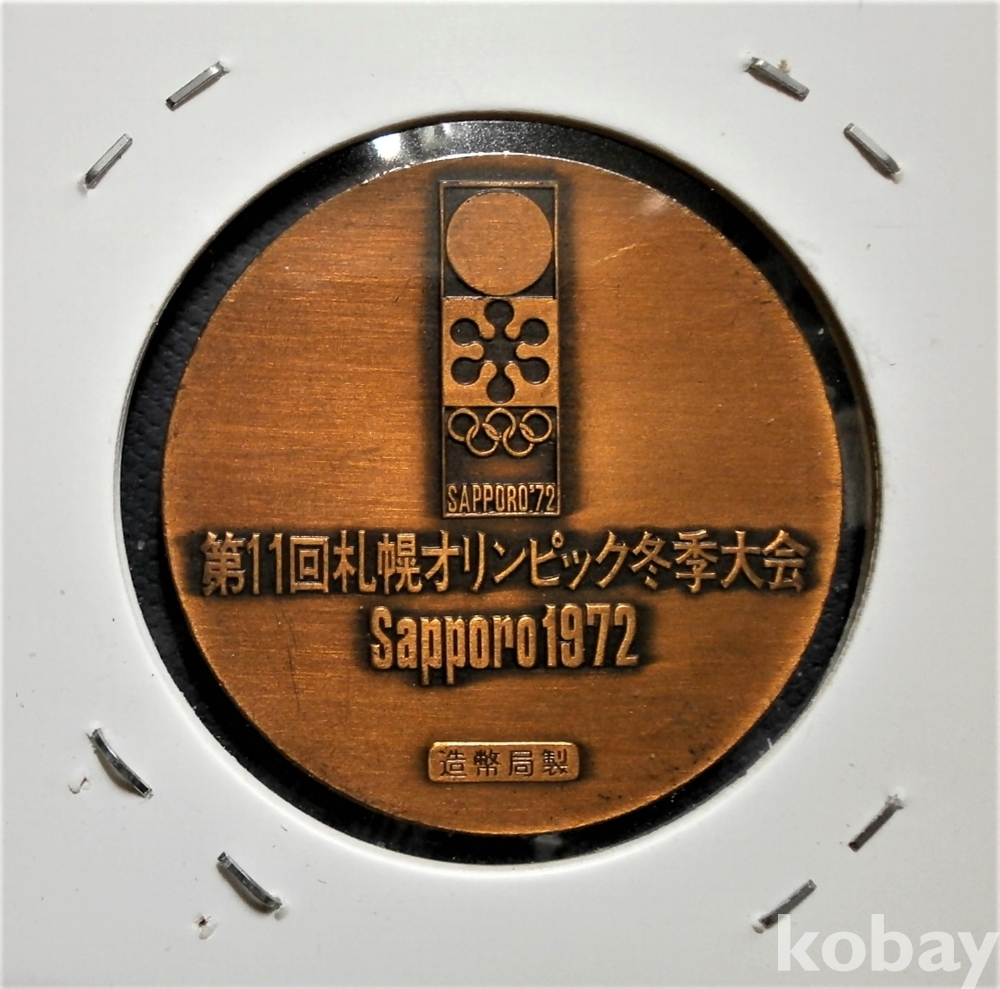 SAPPORO'72
第11回札幌オリンピック冬季大会
Sapporo1972
造幣局製
kobay